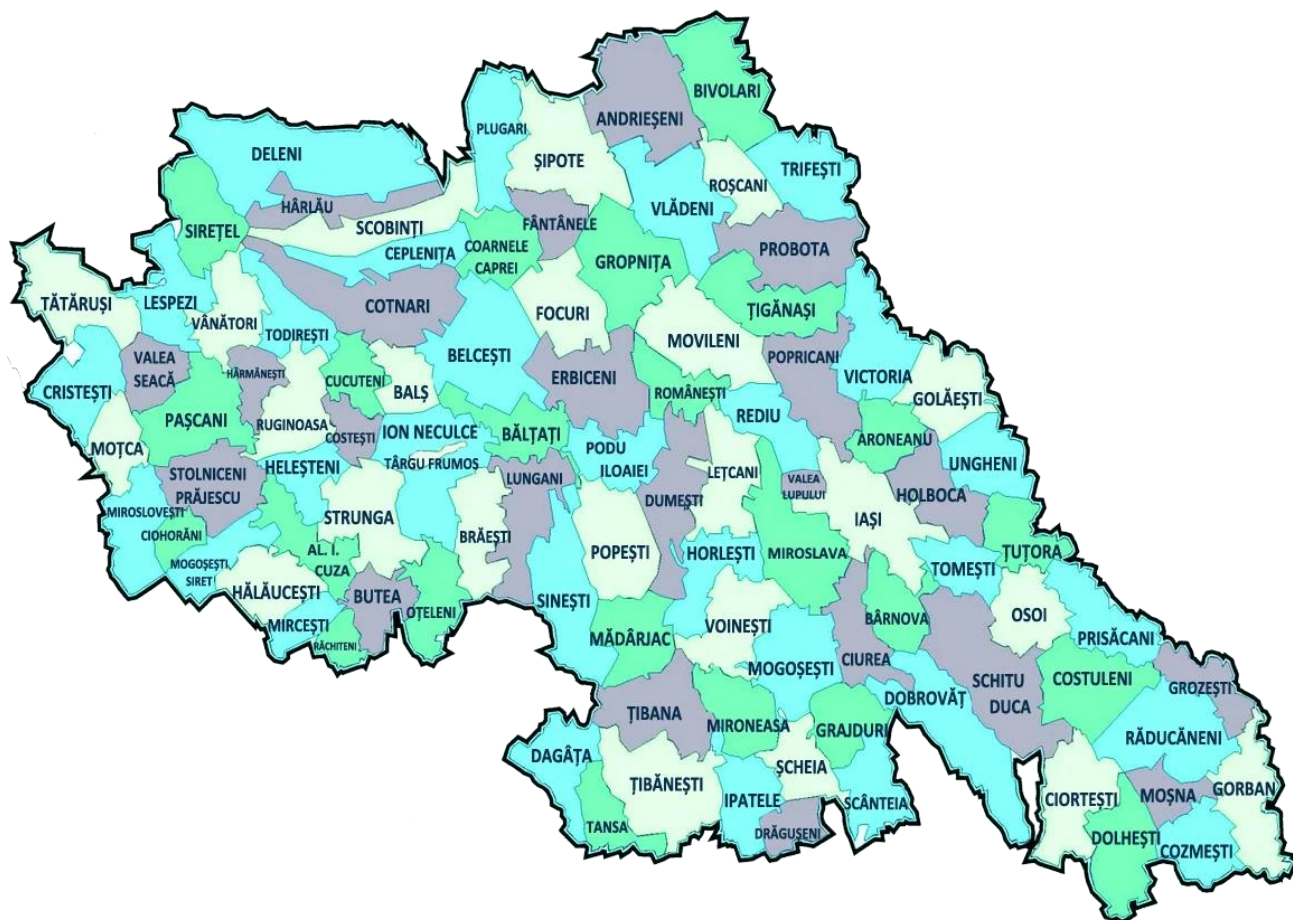 BIVOLARI
ANDRIEȘENI
PLUGARI
DELENI
ȘIPOTE
TRIFEȘTI
ROȘCANI
HÂRLĂU
VLĂDENI
SIREȚEL
SCOBINȚI
FÂNTÂNELE
CEPLENIȚA
COARNELE
CAPREI
PROBOTA
GROPNIȚA
TĂTĂRUȘI
LESPEZI
COTNARI
ȚIGĂNAȘI
VÂNĂTORI
FOCURI
TODIREȘTI
MOVILENI
VALEA
SEACĂ
BELCEȘTI
POPRICANI
HĂRMĂNEȘTI
CUCUTENI
ERBICENI
VICTORIA
CRISTEȘTI
BALȘ
ROMÂNEȘTI
GOLĂEȘTI
REDIU
PAȘCANI
RUGINOASA
COSTEȘTI
ION NECULCE
BĂLȚAȚI
ARONEANU
MOȚCA
PODU
ILOAIEI
TÂRGU FRUMOȘ
UNGHENI
STOLNICENI
PRĂJESCU
HELEȘTENI
LUNGANI
LEȚCANI
VALEA
LUPULUI
HOLBOCA
DUMEȘTI
MIROSLOVEȘTI
STRUNGA
IAȘI
CIOHORĂNI
BRĂEȘTI
POPEȘTI
HORLEȘTI
MIROSLAVA
ȚUȚORA
AL. I.
CUZA
MOGOȘEȘTI
SIRET
TOMEȘTI
HĂLĂUCEȘTI
BUTEA
OȚELENI
SINEȘTI
OSOI
BÂRNOVA
MIRCEȘTI
MĂDÂRJAC
VOINEȘTI
PRISĂCANI
RĂCHITENI
MOGOȘEȘTI
CIUREA
SCHITU
DUCA
COSTULENI
GROZEȘTI
DOBROVĂȚ
ȚIBANA
MIRONEASA
GRAJDURI
RĂDUCĂNENI
DAGÂȚA
ȘCHEIA
ȚIBĂNEȘTI
IPATELE
SCÂNTEIA
CIORTEȘTI
MOȘNA
GORBAN
TANSA
DRĂGUȘENI
DOLHEȘTI
COZMEȘTI